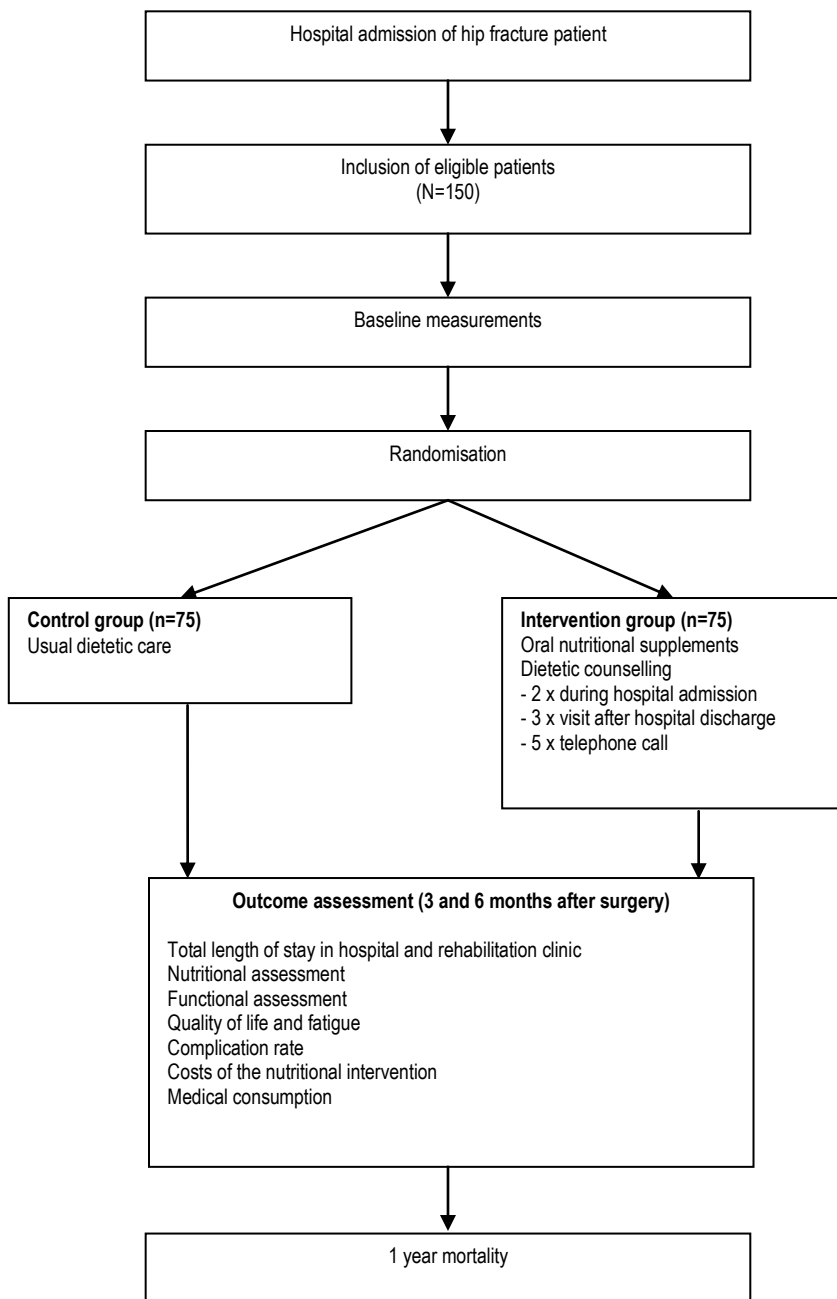 Hospital admission of hip fracture patient
Inclusion of eligible patients
(N=150)
Baseline measurements
Randomisation
Control group (n=75)
Usual dietetic care
Intervention group (n=75)
Oral nutritional supplements
Dietetic counselling
- 2 x during hospital admission
- 3 x visit after hospital discharge
- 5 x telephone call
Outcome assessment (3 and 6 months after surgery)
Total length of stay in hospital and rehabilitation clinic
Nutritional assessment
Functional assessment
Quality of life and fatigue
Complication rate
Costs of the nutritional intervention
Medical consumption
1 year mortality